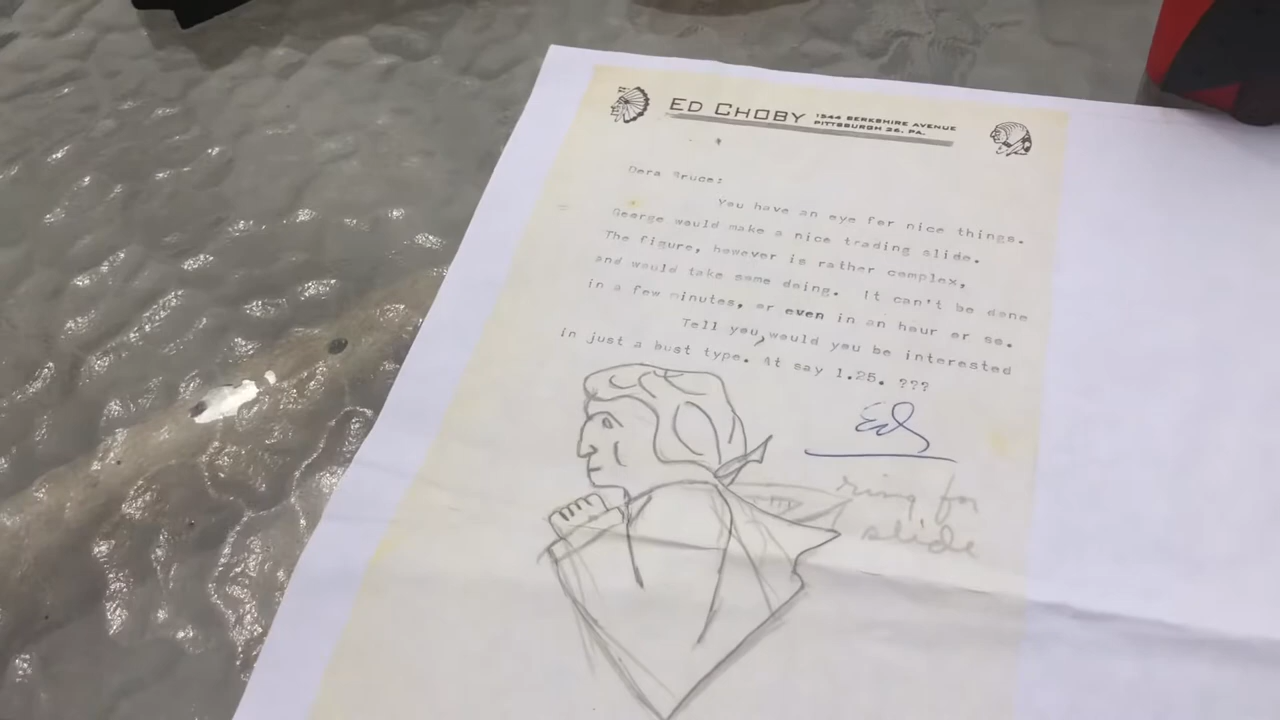 ED CHOBY
1544 BERKSHIRE AVENUE
PITTSBURGH 26, PA.
Dera Bruce:
You have an eye for nice things.
George would make a nice trading slide.
The figure, however is rather complex,
and would take some doing. It can't be done
in a few minutes, or even in an hour or so.
Tell you, would you be interested
in just a bust type. At say 1.25. ???
Ed
ring for
slide